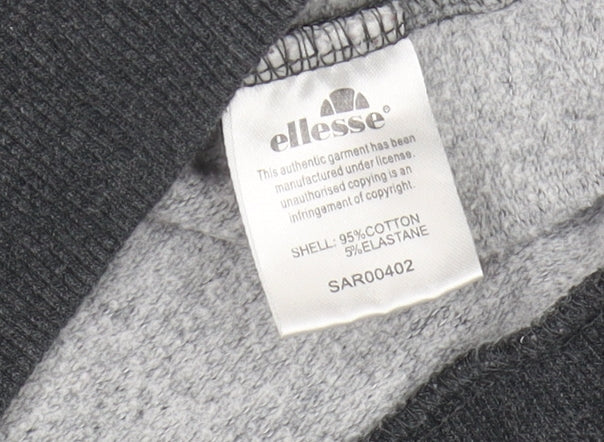 ellesse®
This authentic garment has been
manufactured under license.
unauthorised copying is an
infringement of copyright.
SHELL: 95%COTTON
5%ELASTANE
SAR00402